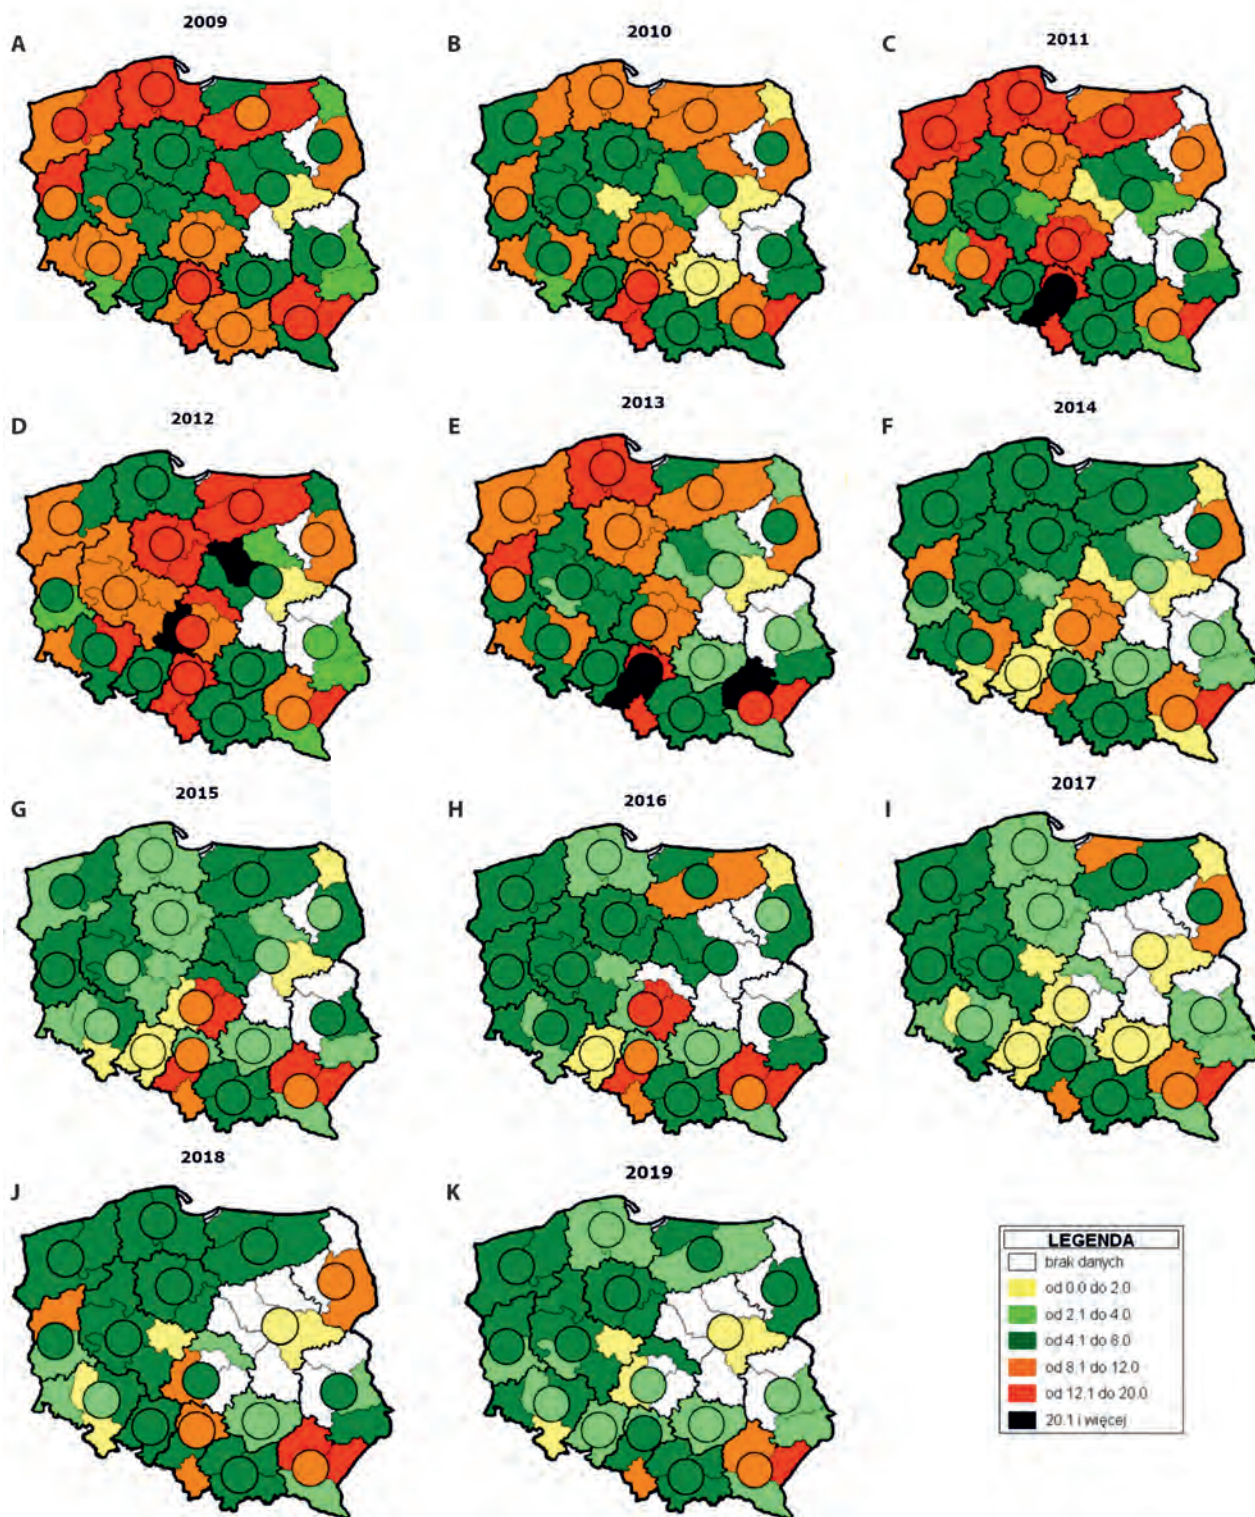 2009
2010
2011
A
B
C
2012
2013
2014
D
E
F
2015
2016
2017
G
H
I
2018
2019
J
K
LEGENDA
brak danych
od 0.0 do 2.0
od 2.1 do 4.0
od 4.1 do 8.0
od 8.1 do 12.0
od 12.1 do 20.0
20.1 i więcej